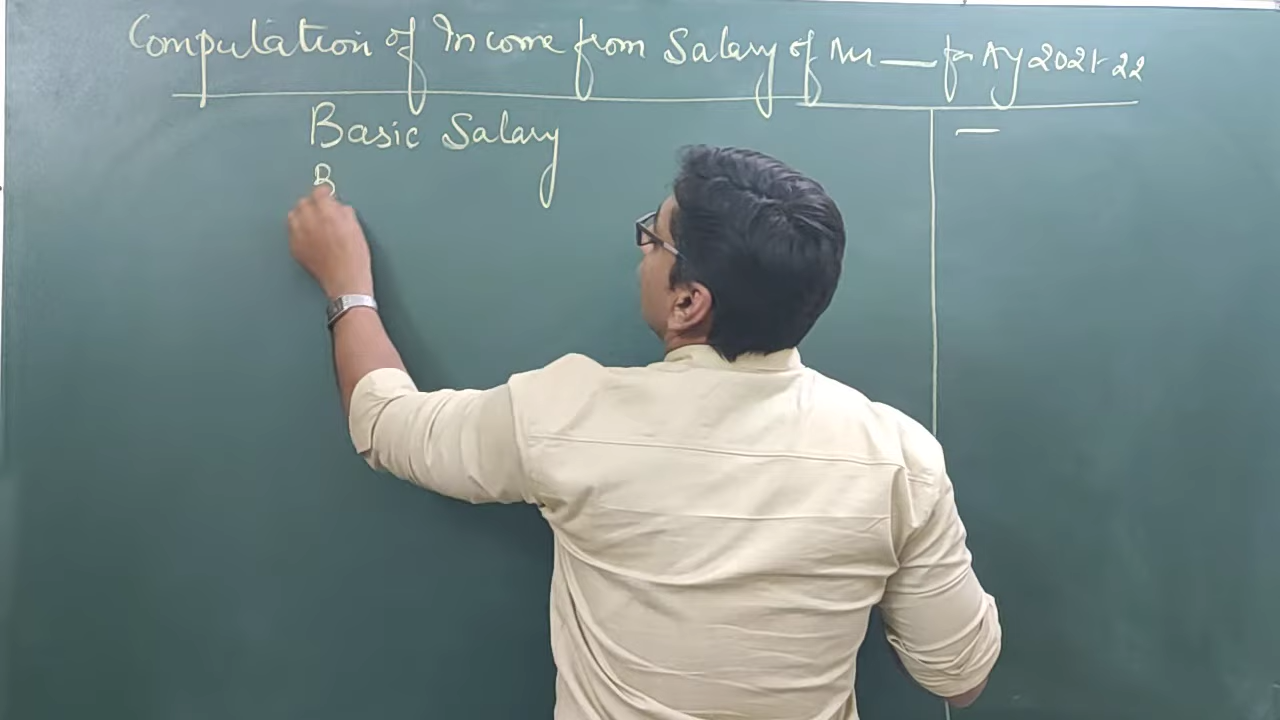 Computation of Income from Salary of Mr — for AY 2021-22
Basic Salary —
B